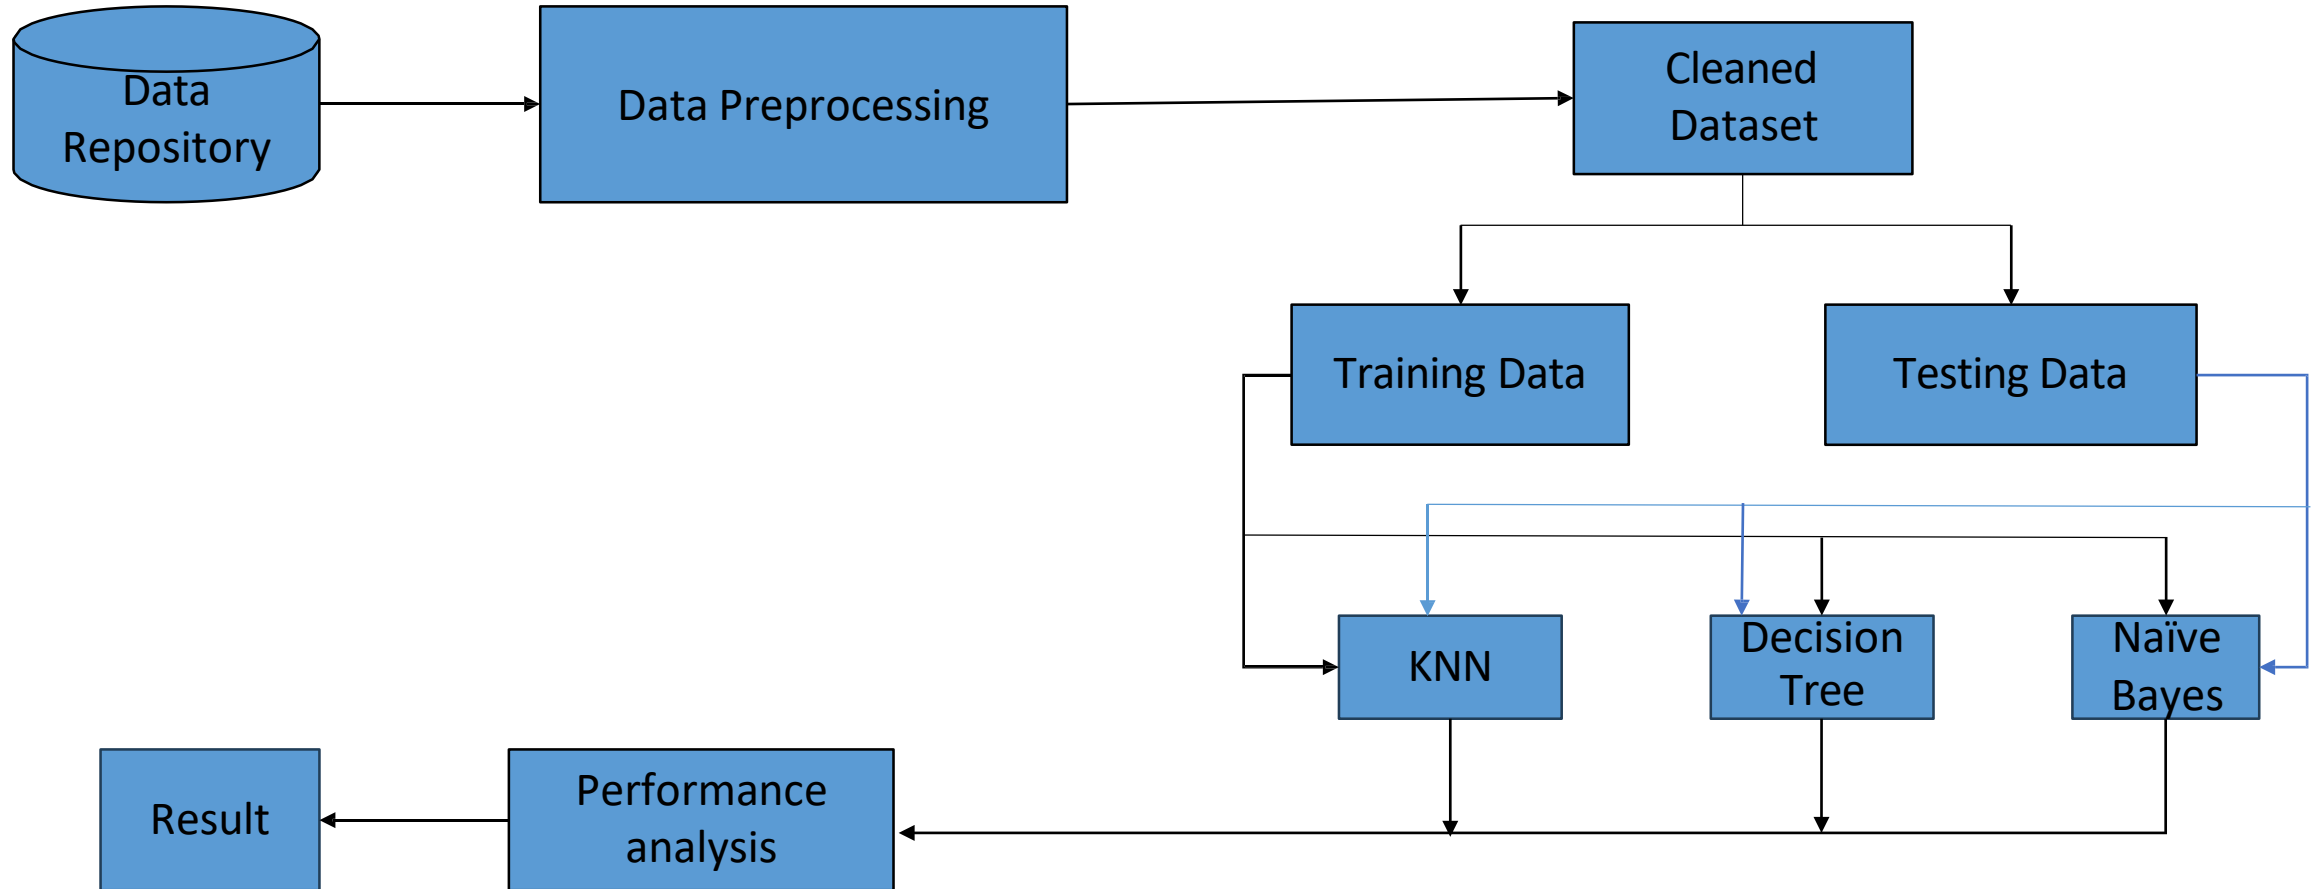 Data
Repository
Data Preprocessing
Cleaned
Dataset
Training Data
Testing Data
KNN
Decision
Tree
Naïve
Bayes
Result
Performance
analysis